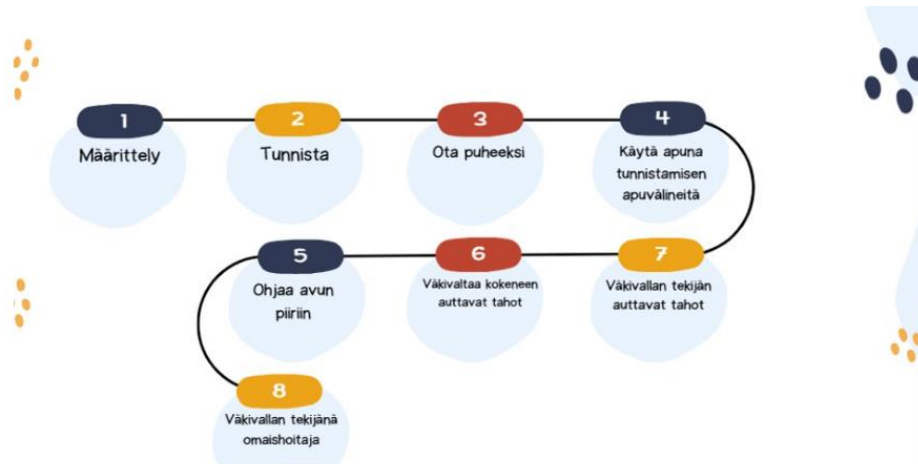 1
Määrittely
2
Tunnista
3
Ota puheeksi
4
Käytä apuna
tunnistamisen
apuvälineitä
5
Ohjaa avun
piiriin
6
Väkivaltaa kokeneen
auttavat tahot
7
Väkivallan tekijän
auttavat tahot
8
Väkivallan tekijänä
omaishoitaja